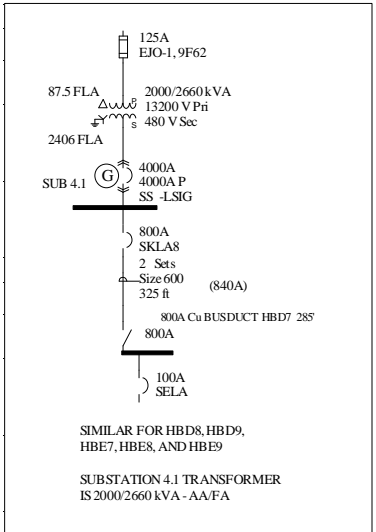 125A
EJO-1, 9F62
87.5 FLA
P
2000/2660 kVA
13200 V Pri
S
480 V Sec
2406 FLA
G
4000A
4000A P
SS -LSIG
SUB 4.1
800A
SKLA8
2 Sets
Size 600
325 ft
(840A)
800A Cu BUSDUCT HBD7 285'
800A
100A
SELA
SIMILAR FOR HBD8, HBD9,
HBE7, HBE8, AND HBE9
SUBSTATION 4.1 TRANSFORMER
IS 2000/2660 kVA - AA/FA